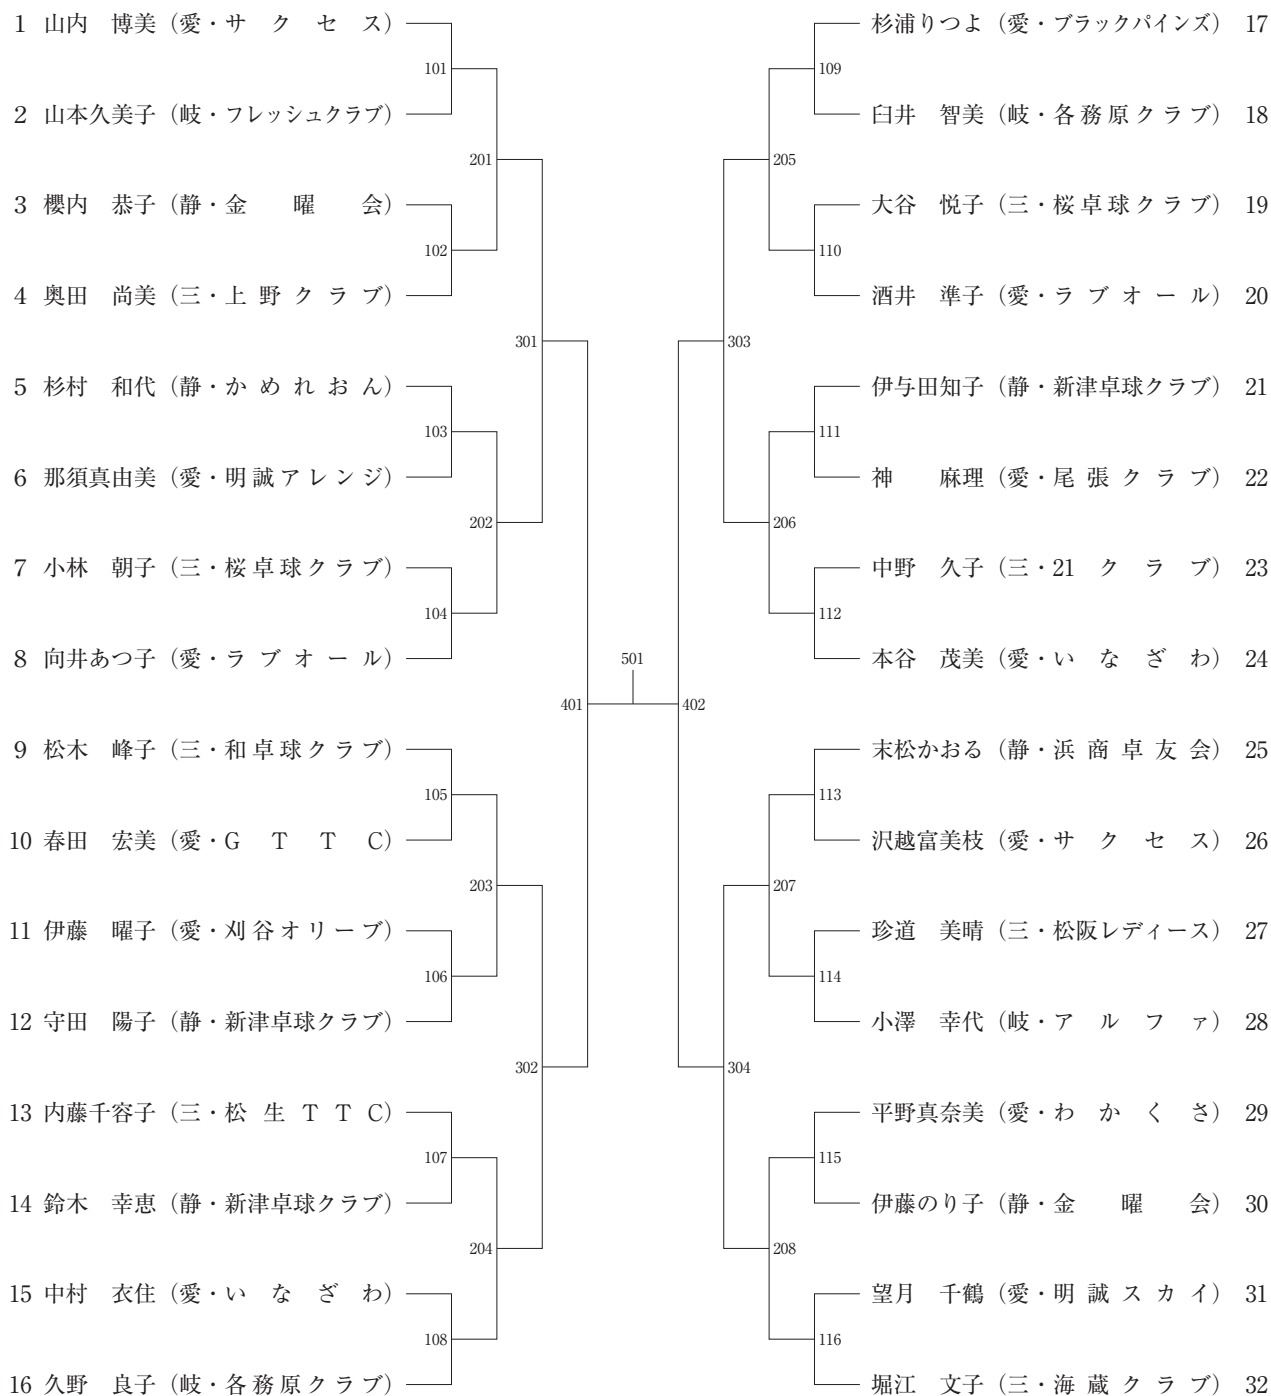 1 山内 博美（愛・サクセス）
101
2 山本久美子（岐・フレッシュクラブ）
201
3 櫻内 恭子（静・金曜会）
102
4 奥田 尚美（三・上野クラブ）
301
5 杉村 和代（静・かめれおん）
103
6 那須真由美（愛・明誠アレンジ）
202
7 小林 朝子（三・桜卓球クラブ）
104
8 向井あつ子（愛・ラブオール）
401
9 松木 峰子（三・和卓球クラブ）
105
10 春田 宏美（愛・GTTC）
203
11 伊藤 曜子（愛・刈谷オリーブ）
106
12 守田 陽子（静・新津卓球クラブ）
302
13 内藤千容子（三・松生TTC）
107
14 鈴木 幸恵（静・新津卓球クラブ）
204
15 中村 衣住（愛・いなざわ）
108
16 久野 良子（岐・各務原クラブ）
501
杉浦りつよ（愛・ブラックパインズ） 17
109
臼井 智美（岐・各務原クラブ） 18
205
大谷 悦子（三・桜卓球クラブ） 19
110
酒井 準子（愛・ラブオール） 20
303
伊与田知子（静・新津卓球クラブ） 21
111
神 麻理（愛・尾張クラブ） 22
206
中野 久子（三・21クラブ） 23
112
本谷 茂美（愛・いなざわ） 24
402
末松かおる（静・浜商卓友会） 25
113
沢越富美枝（愛・サクセス） 26
207
珍道 美晴（三・松阪レディース） 27
114
小澤 幸代（岐・アルファ） 28
304
平野真奈美（愛・わかくさ） 29
115
伊藤のり子（静・金曜会） 30
208
望月 千鶴（愛・明誠スカイ） 31
116
堀江 文子（三・海蔵クラブ） 32